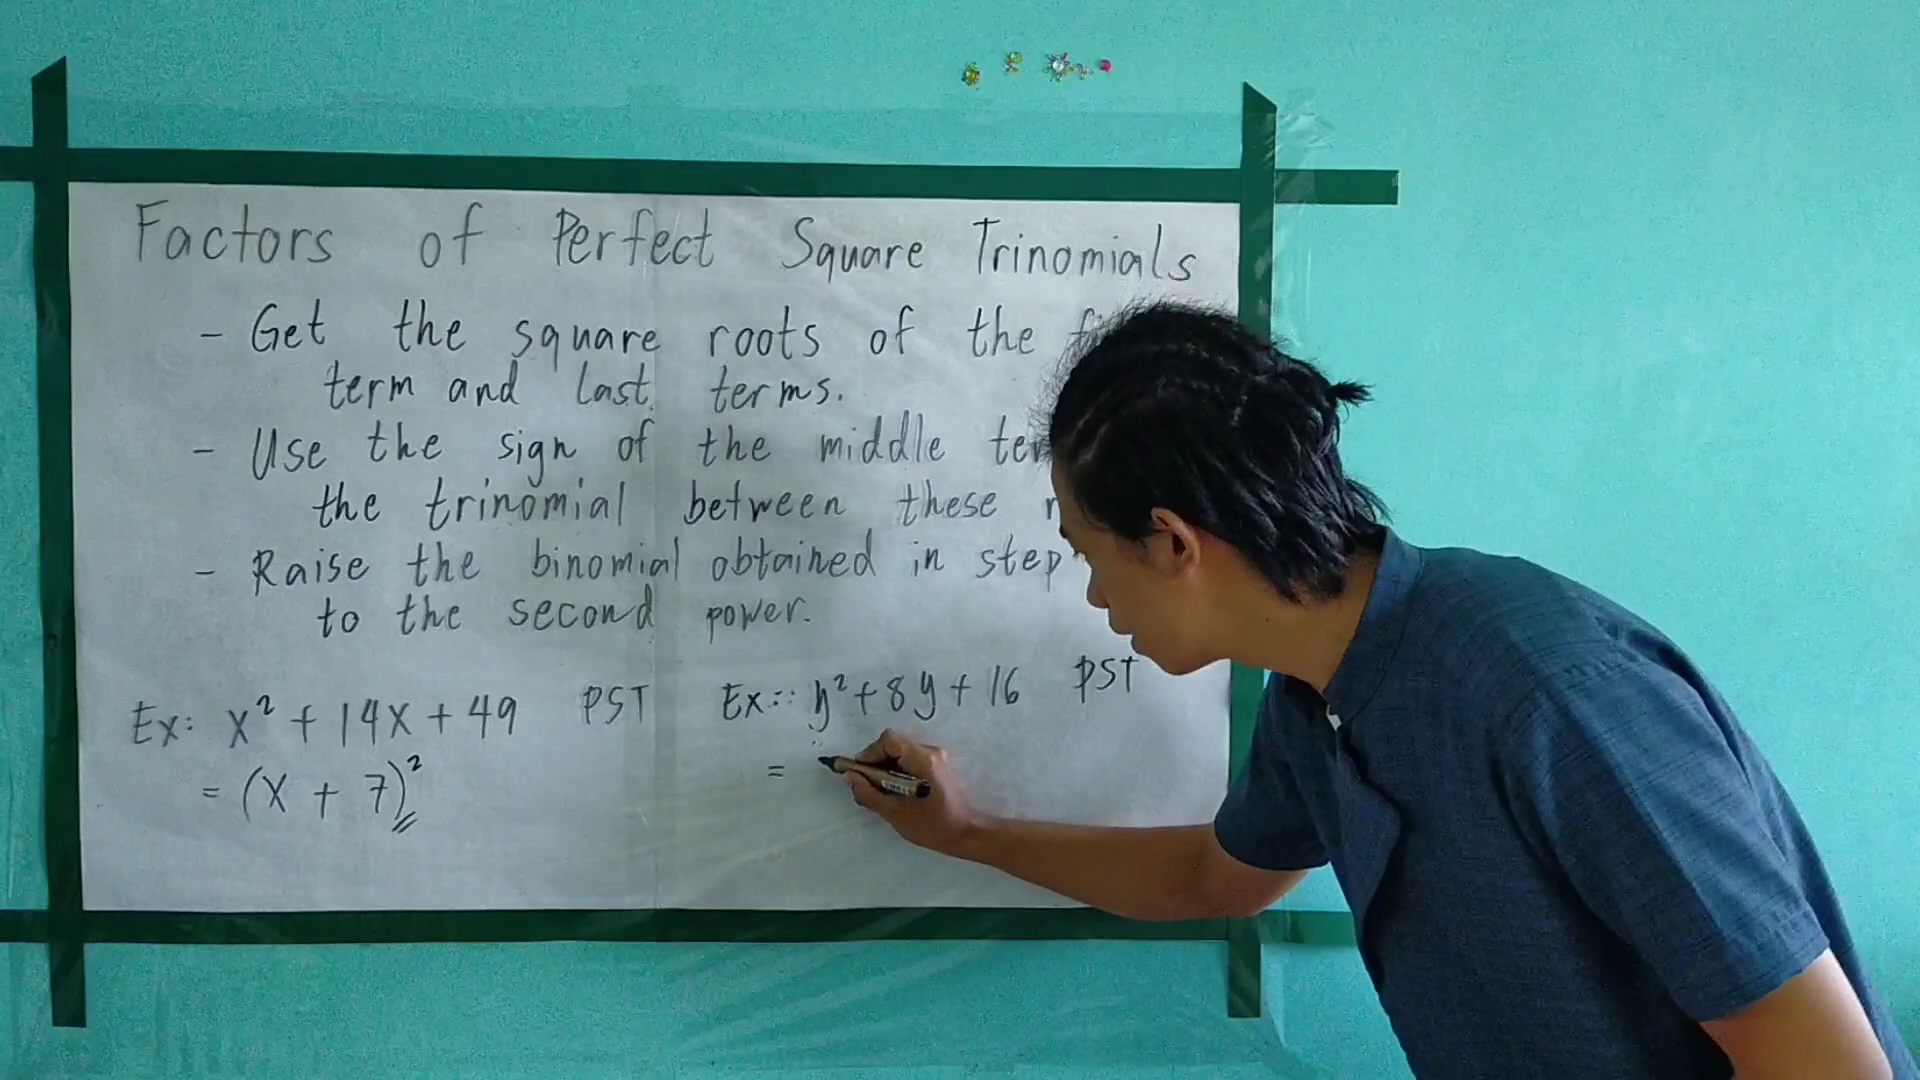 Factors of Perfect Square Trinomials
- Get the square roots of the
term and last terms.
- Use the sign of the middle
the trinomial between these
- Raise the binomial obtained in step
to the second power.
Ex: x² + 14x + 49 PST
= (x + 7)²
Ex:: y² + 8y + 16 PST
=